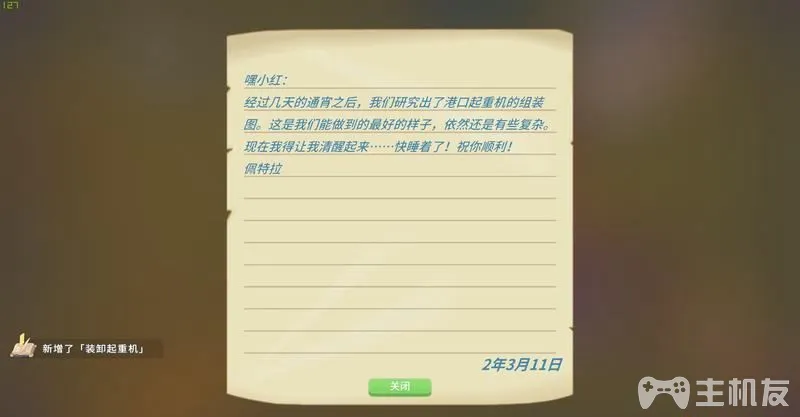 127
嘿小红：
经过几天的通宵之后，我们研究出了港口起重机的组装
图。这是我们能做到的最好的样子，依然还是有些复杂。
现在我得让我清醒起来……快睡着了！祝你顺利！
佩特拉
新增了「装卸起重机」
2年3月11日
关闭
主机友